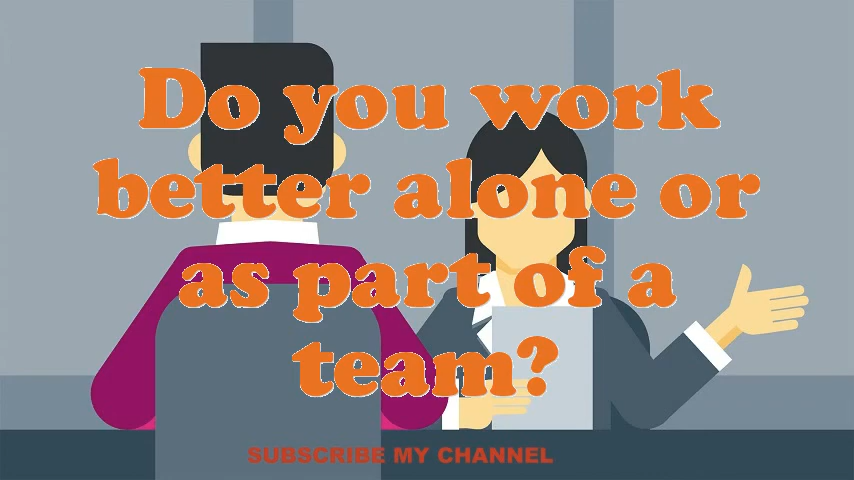 Do you work
better alone or
as part of a
team?
SUBSCRIBE MY CHANNEL